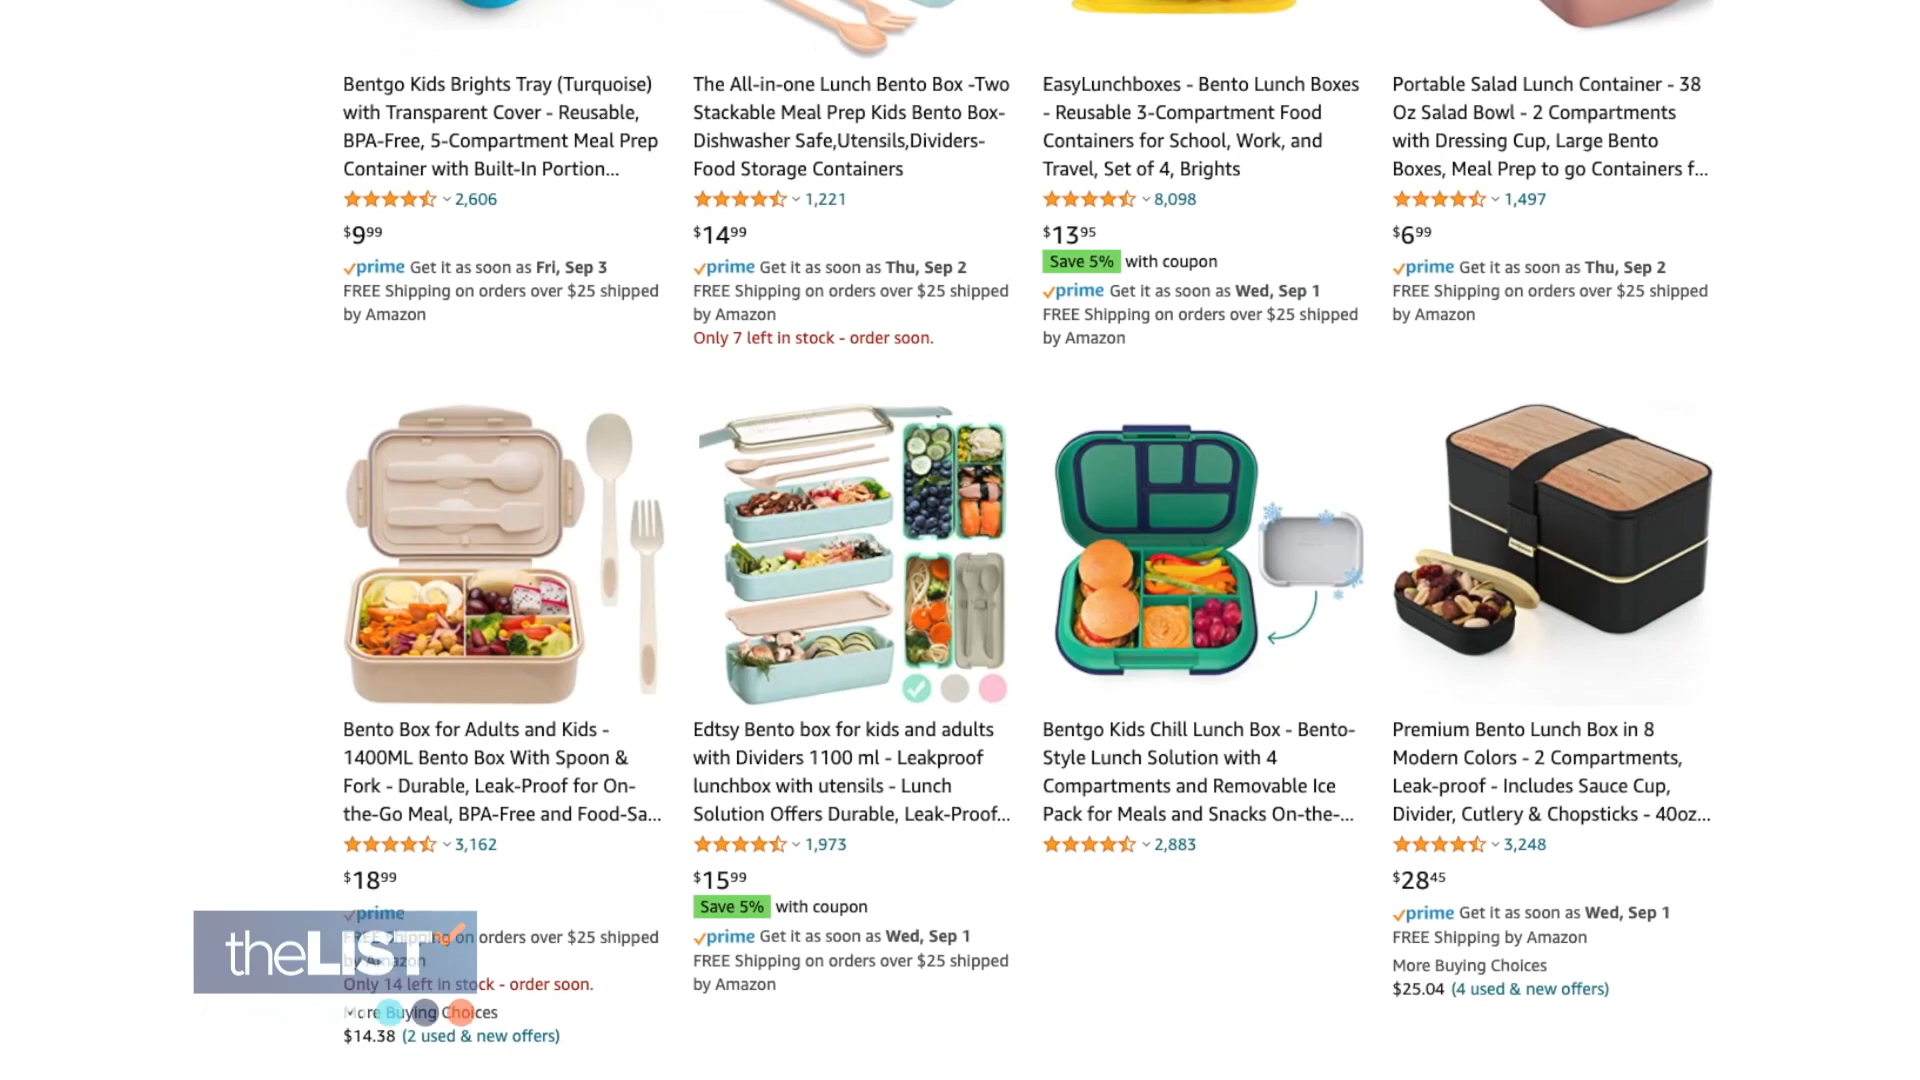 Bentgo Kids Brights Tray (Turquoise)
with Transparent Cover - Reusable,
BPA-Free, 5-Compartment Meal Prep
Container with Built-In Portion...
2,606
$9.99
prime Get it as soon as Fri, Sep 3
FREE Shipping on orders over $25 shipped
by Amazon
The All-in-one Lunch Bento Box -Two
Stackable Meal Prep Kids Bento Box-
Dishwasher Safe,Utensils,Dividers-
Food Storage Containers
1,221
$14.99
prime Get it as soon as Thu, Sep 2
FREE Shipping on orders over $25 shipped
by Amazon
Only 7 left in stock - order soon.
EasyLunchboxes - Bento Lunch Boxes
- Reusable 3-Compartment Food
Containers for School, Work, and
Travel, Set of 4, Brights
8,098
$13.95
Save 5% with coupon
prime Get it as soon as Wed, Sep 1
FREE Shipping on orders over $25 shipped
by Amazon
Portable Salad Lunch Container - 38
Oz Salad Bowl - 2 Compartments
with Dressing Cup, Large Bento
Boxes, Meal Prep to go Containers f...
1,497
$6.99
prime Get it as soon as Thu, Sep 2
FREE Shipping on orders over $25 shipped
by Amazon
Bento Box for Adults and Kids -
1400ML Bento Box With Spoon &
Fork - Durable, Leak-Proof for On-
the-Go Meal, BPA-Free and Food-Sa...
3,162
$18.99
prime
FREE Shipping on orders over $25 shipped
by Amazon
Only 14 left in stock - order soon.
More Buying Choices
$14.38 (2 used & new offers)
theLIST
Edtsy Bento box for kids and adults
with Dividers 1100 ml - Leakproof
lunchbox with utensils - Lunch
Solution Offers Durable, Leak-Proof...
1,973
$15.99
Save 5% with coupon
prime Get it as soon as Wed, Sep 1
FREE Shipping on orders over $25 shipped
by Amazon
Bentgo Kids Chill Lunch Box - Bento-
Style Lunch Solution with 4
Compartments and Removable Ice
Pack for Meals and Snacks On-the-...
2,883
Premium Bento Lunch Box in 8
Modern Colors - 2 Compartments,
Leak-proof - Includes Sauce Cup,
Divider, Cutlery & Chopsticks - 40oz...
3,248
$28.45
prime Get it as soon as Wed, Sep 1
FREE Shipping by Amazon
More Buying Choices
$25.04 (4 used & new offers)